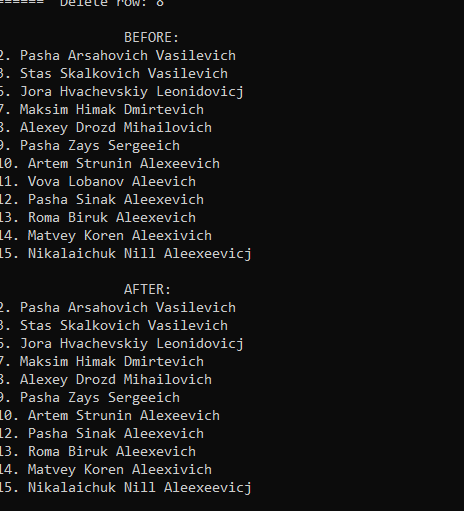 ====== Delete row: 8
BEFORE:
2. Pasha Arsahovich Vasilevich
3. Stas Skalkovich Vasilevich
Jora Hvachevskiy Leonidovicj
7. Maksim Himak Dmirtevich
8. Alexey Drozd Mihailovich
9. Pasha Zays Sergeeich
10. Artem Strunin Alexeevich
11. Vova Lobanov Aleevich
12. Pasha Sinak Aleexevich
13. Roma Biruk Aleexevich
14. Matvey Koren Aleexivich
15. Nikalaichuk Nill Aleexeevicj
AFTER:
2. Pasha Arsahovich Vasilevich
3. Stas Skalkovich Vasilevich
Jora Hvachevskiy Leonidovicj
7. Maksim Himak Dmirtevich
8. Alexey Drozd Mihailovich
9. Pasha Zays Sergeeich
10. Artem Strunin Alexeevich
12. Pasha Sinak Aleexevich
13. Roma Biruk Aleexevich
14. Matvey Koren Aleexivich
15. Nikalaichuk Nill Aleexeevicj